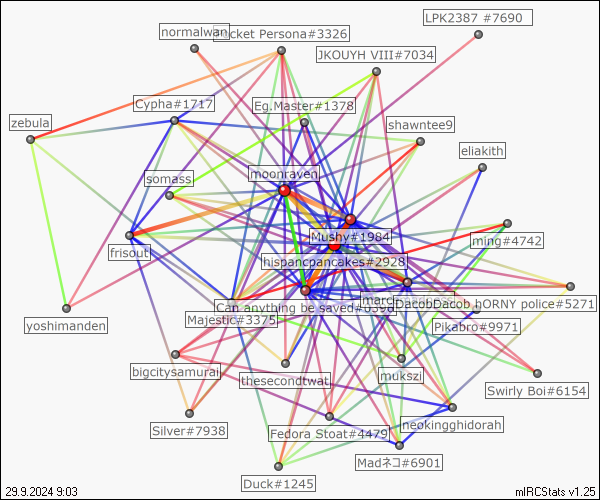 LPK2387 #7690
normalwan
cket Persona#3326
JKOUYH VIII#7034
Cypha#1717
Eg.Master#1378
zebula
shawntee9
eliakith
moonraven
somass
Mushy#1984
ming#4742
frisout
hispancpancakes#2928
Can anything be saved#
marc
DacobDacob hORNY police#5271
Majestic#3375
yoshimanden
Pikabro#9971
bigcitysamurai
thesecondtwat
mukszi
Swirly Boi#6154
neokingghidorah
Silver#7938
Fedora Stoat#4479
Madネコ#6901
Duck#1245
29.9.2024 9:03
mIRCStats v1.25